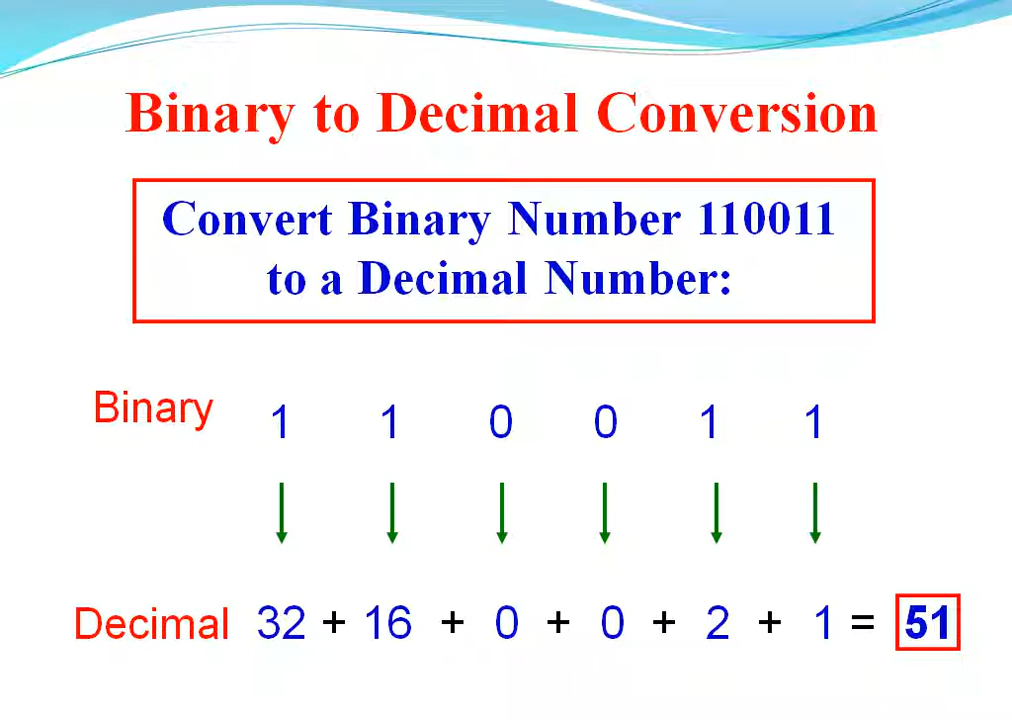 Binary to Decimal Conversion
Convert Binary Number 110011
to a Decimal Number:
Binary 1 1 0 0 1 1
Decimal 32 + 16 + 0 + 0 + 2 + 1 = 51